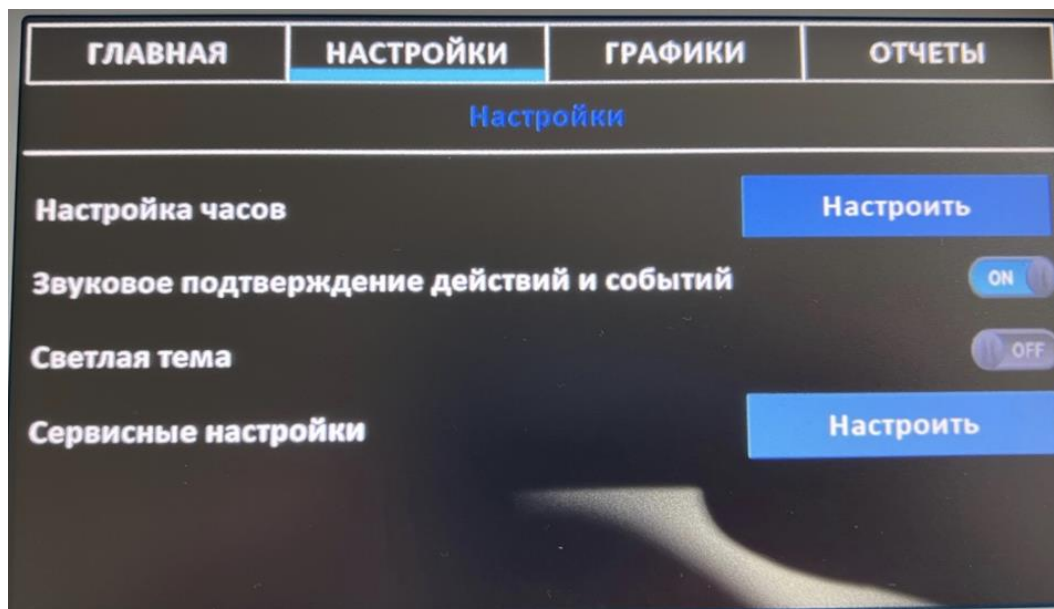 ГЛАВНАЯ НАСТРОЙКИ ГРАФИКИ ОТЧЕТЫ
Настройки
Настройка часов Настроить
Звуковое подтверждение действий и событий ON
Светлая тема OFF
Сервисные настройки Настроить